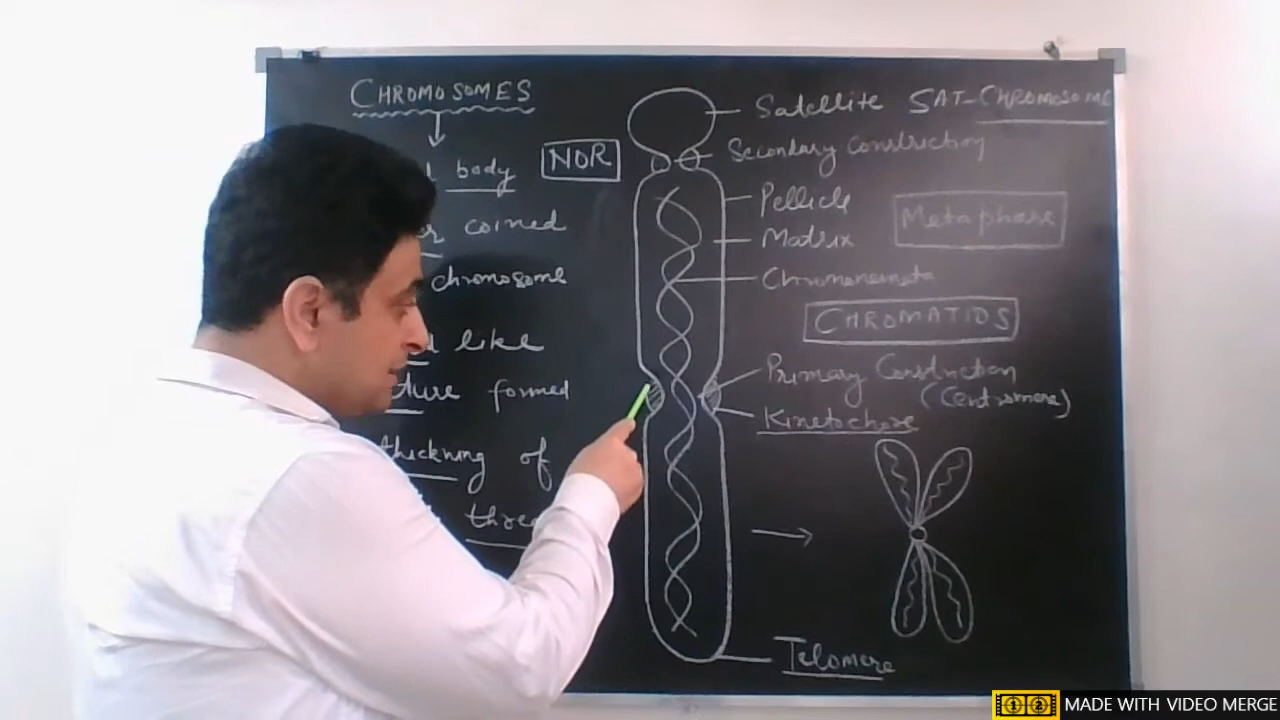 CHROMOSOMES
body
coined
chromosome
like
formed
thickning of
NOR
Satellite SAT-CHROMOSOME
Secondary Constriction
Pellicle
Matrix
Metaphase
Chromonemata
CHROMATIDS
Primary Constriction
(Centromere)
Kinetochore
Telomere
MADE WITH VIDEO MERGE